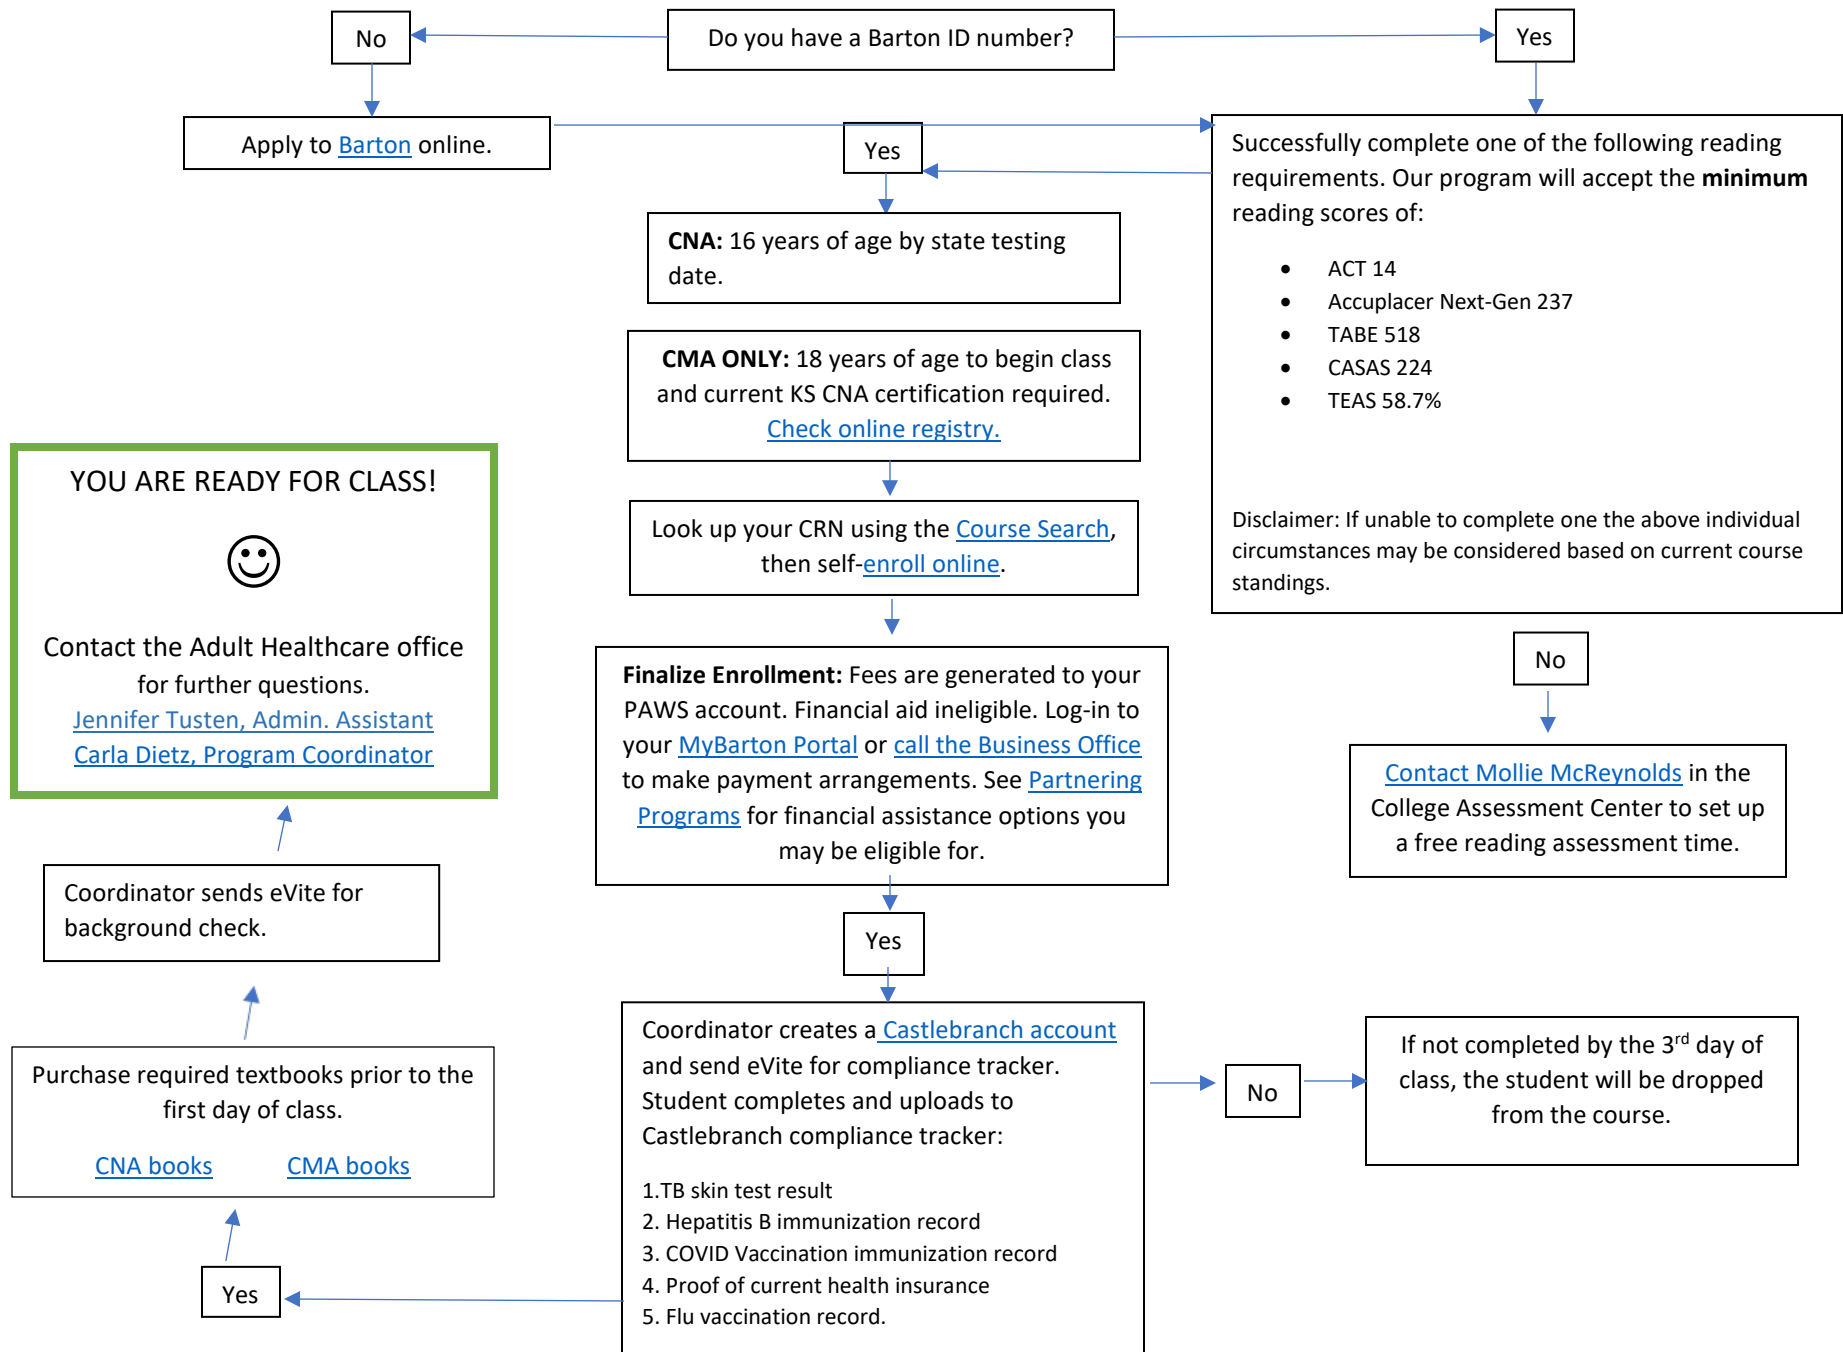 Do you have a Barton ID number?
No
Yes
Apply to Barton online.
Successfully complete one of the following reading
requirements. Our program will accept the minimum
reading scores of:
• ACT 14
• Accuplacer Next-Gen 237
• TABE 518
• CASAS 224
• TEAS 58.7%
Disclaimer: If unable to complete one the above individual
circumstances may be considered based on current course
standings.
No
Contact Mollie McReynolds in the
College Assessment Center to set up
a free reading assessment time.
Yes
CNA: 16 years of age by state testing
date.
CMA ONLY: 18 years of age to begin class
and current KS CNA certification required.
Check online registry.
Look up your CRN using the Course Search,
then self-enroll online.
Finalize Enrollment: Fees are generated to your
PAWS account. Financial aid ineligible. Log-in to
your MyBarton Portal or call the Business Office
to make payment arrangements. See Partnering
Programs for financial assistance options you
may be eligible for.
Yes
Coordinator creates a Castlebranch account
and send eVite for compliance tracker.
Student completes and uploads to
Castlebranch compliance tracker:
1.TB skin test result
2. Hepatitis B immunization record
3. COVID Vaccination immunization record
4. Proof of current health insurance
5. Flu vaccination record.
No
If not completed by the 3rd day of
class, the student will be dropped
from the course.
Yes
Purchase required textbooks prior to the
first day of class.
CNA books CMA books
Coordinator sends eVite for
background check.
YOU ARE READY FOR CLASS!
Contact the Adult Healthcare office
for further questions.
Jennifer Tusten, Admin. Assistant
Carla Dietz, Program Coordinator